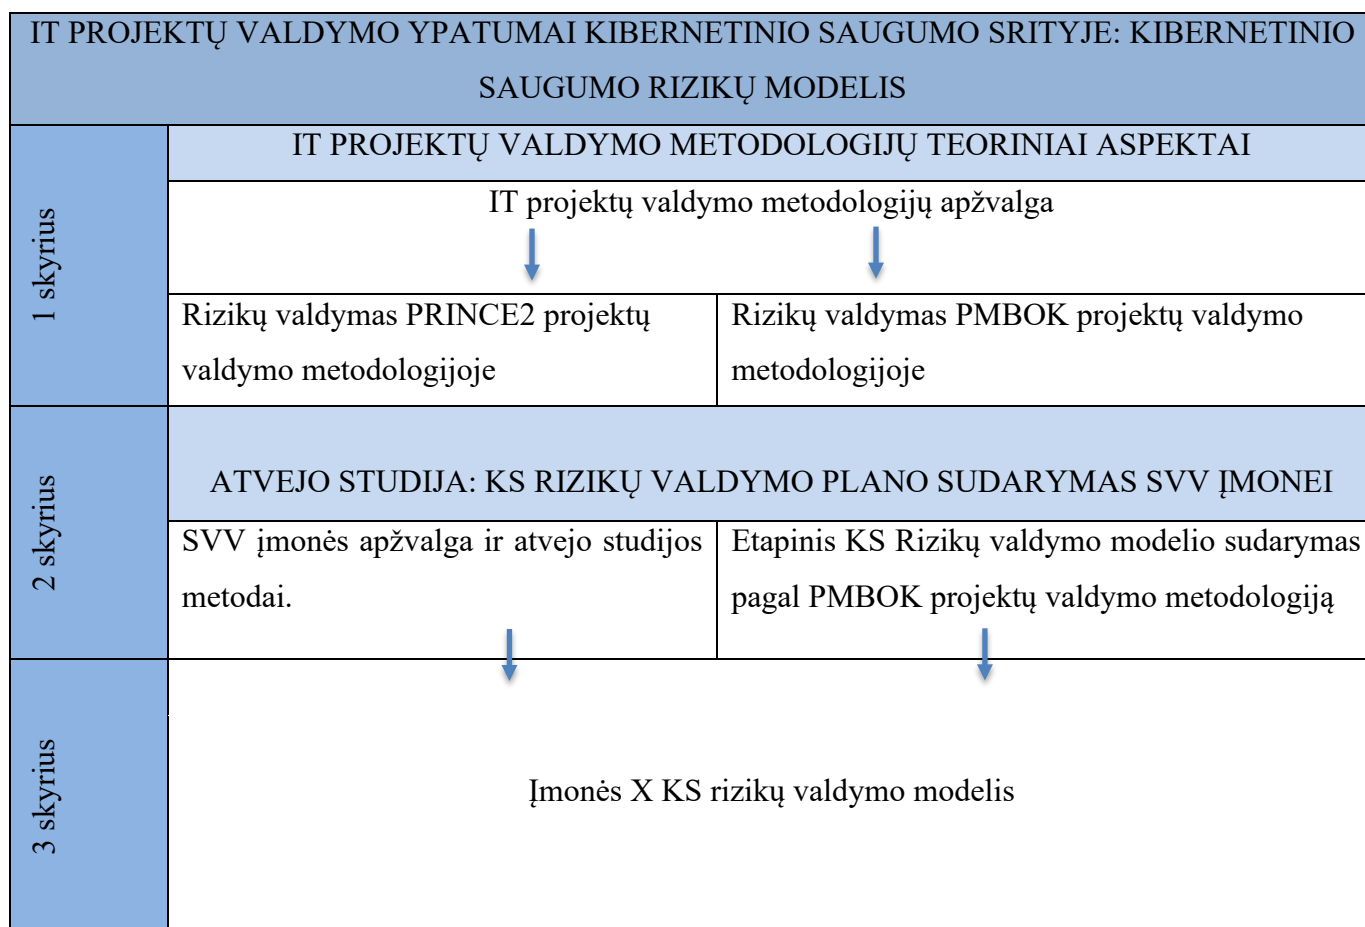 IT PROJEKTŲ VALDYMO YPATUMAI KIBERNETINIO SAUGUMO SRITYJE: KIBERNETINIO
SAUGUMO RIZIKŲ MODELIS
1 skyrius
IT PROJEKTŲ VALDYMO METODOLOGIJŲ TEORINIAI ASPEKTAI
IT projektų valdymo metodologijų apžvalga
Rizikų valdymas PRINCE2 projektų
valdymo metodologijoje
Rizikų valdymas PMBOK projektų valdymo
metodologijoje
2 skyrius
ATVEJO STUDIJA: KS RIZIKŲ VALDYMO PLANO SUDARYMAS SVV ĮMONEI
SVV įmonės apžvalga ir atvejo studijos
metodai.
Etapinis KS Rizikų valdymo modelio sudarymas
pagal PMBOK projektų valdymo metodologiją
3 skyrius
Įmonės X KS rizikų valdymo modelis